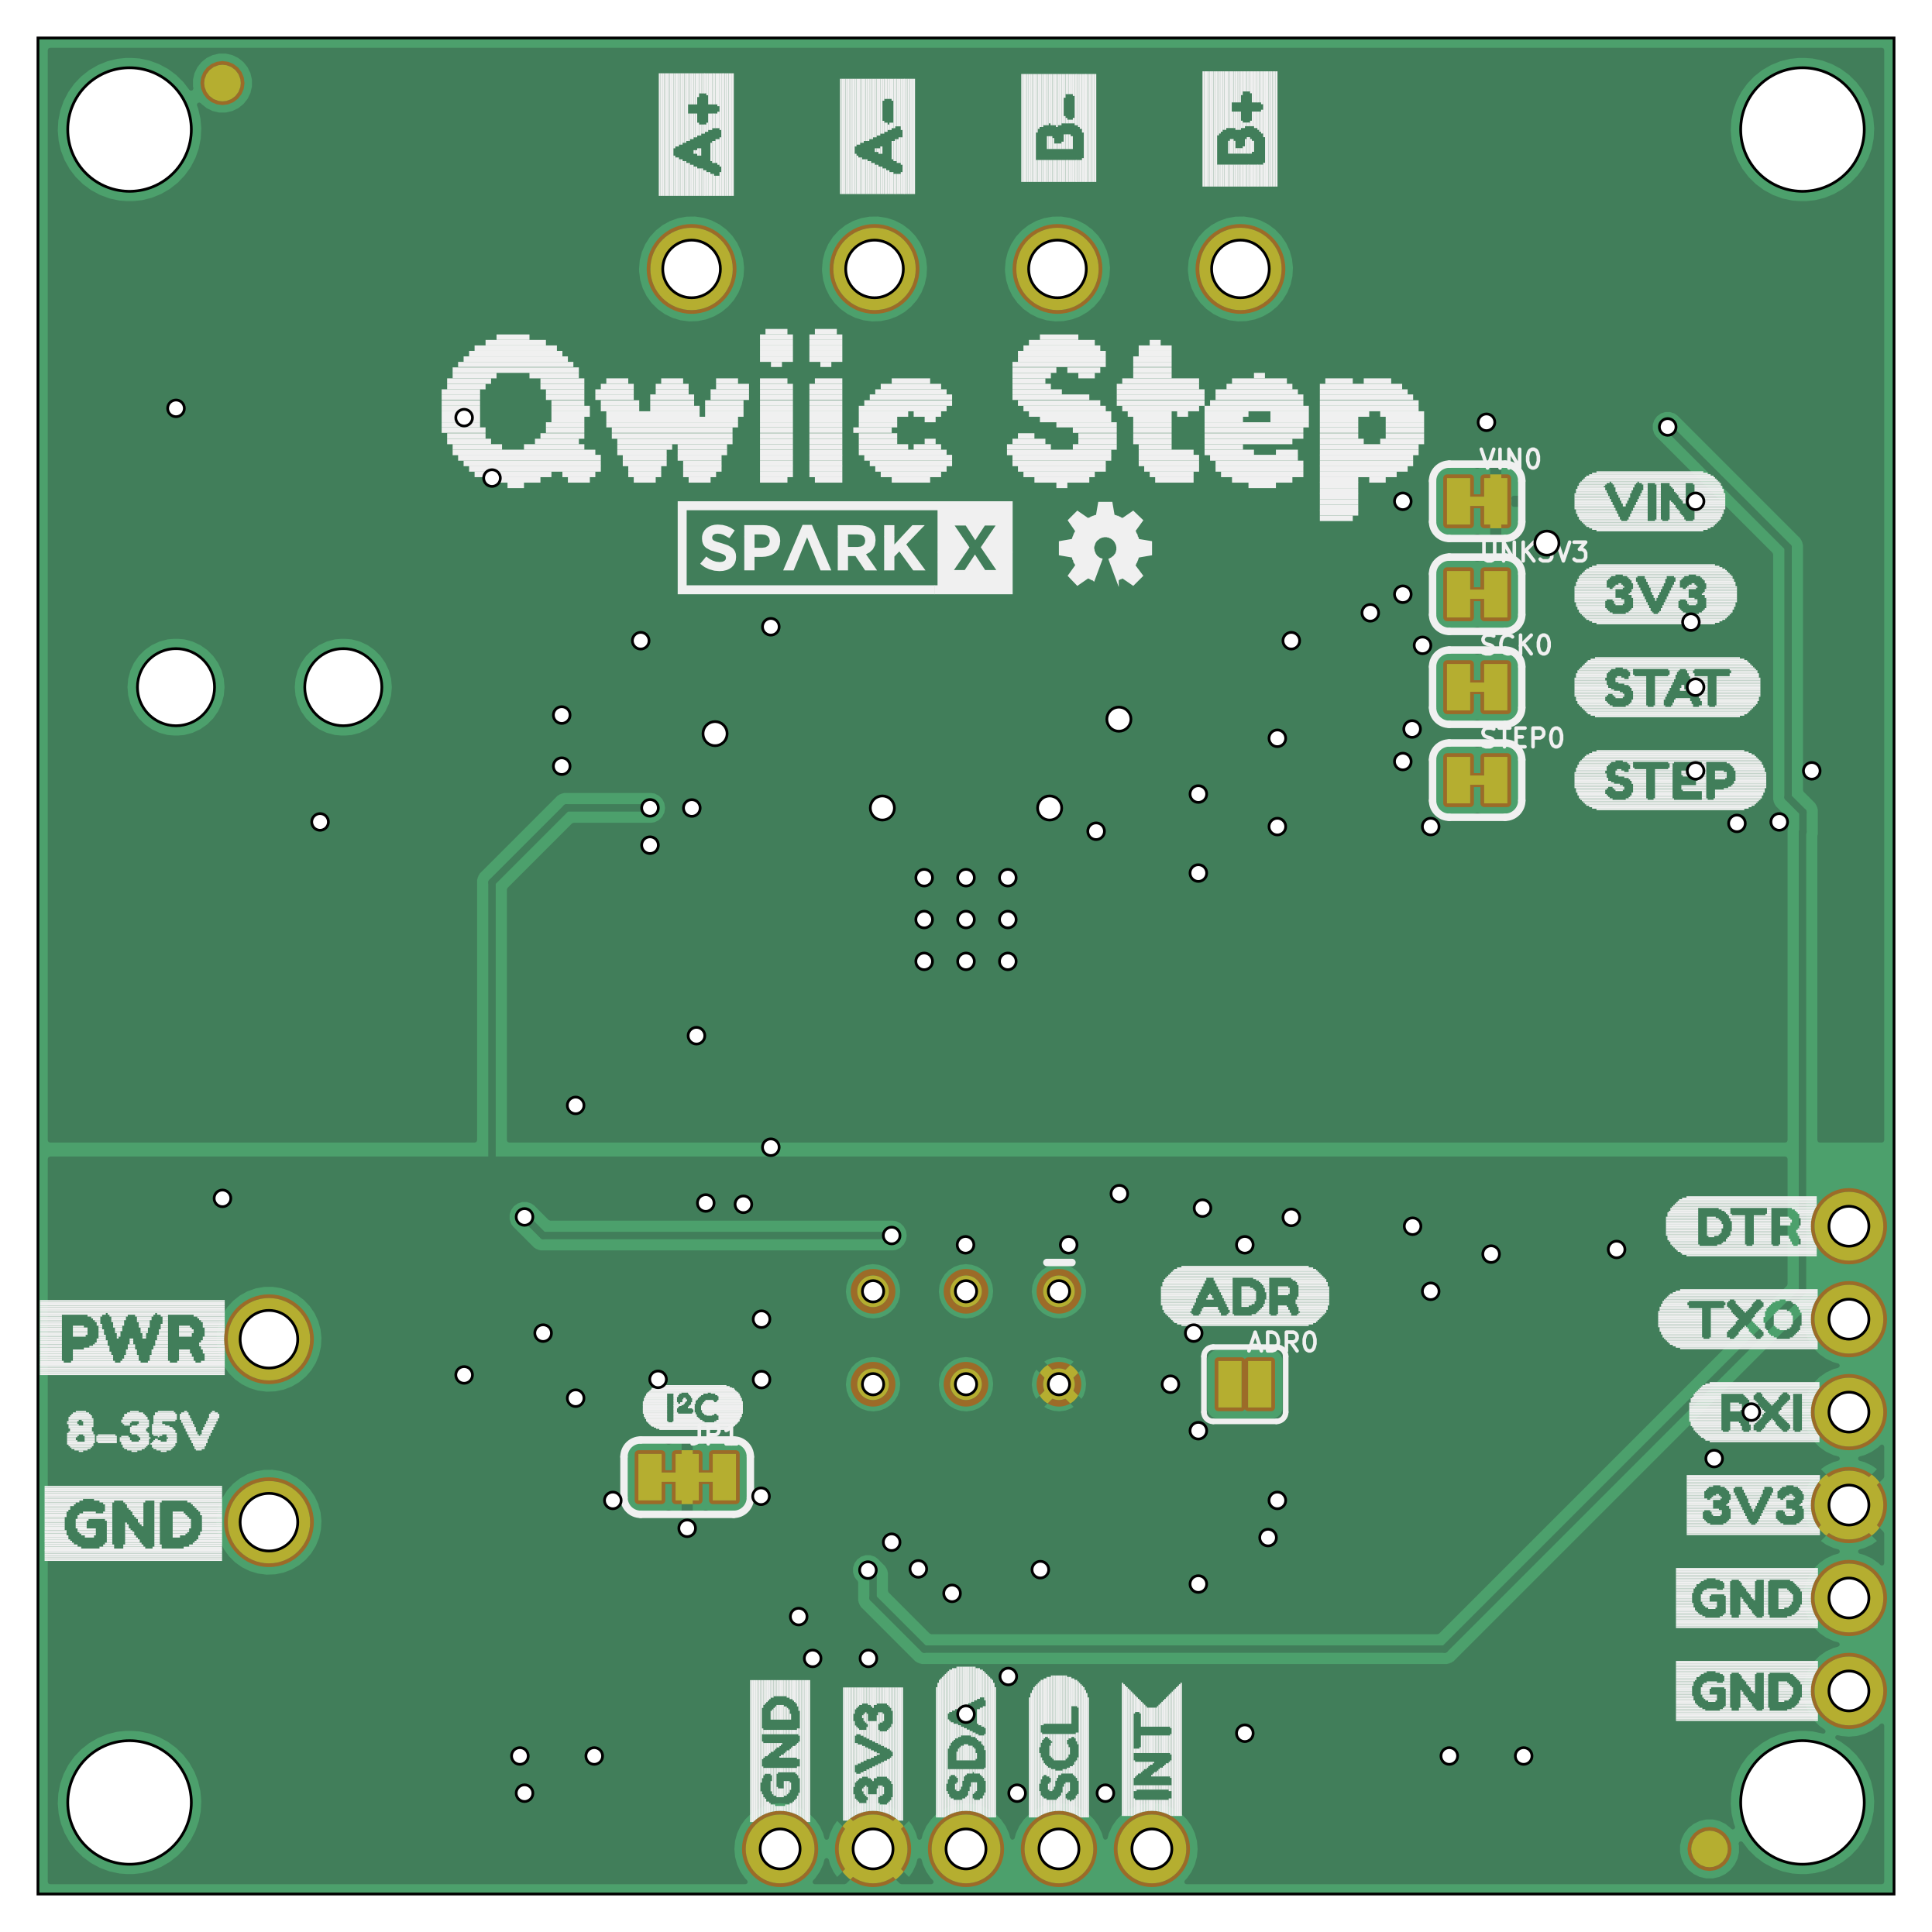 A+ A- B- B+
Qwiic Step
SPARK X
VIN0
VIN
LINK3V3
3V3
SCK0
STAT
STEP0
STEP
DTR
TXO
RXI
3V3
GND
GND
PWR
8-35V
GND
I²C
JP1
ADR
ADR0
GND 3V3 SDA SCL INT